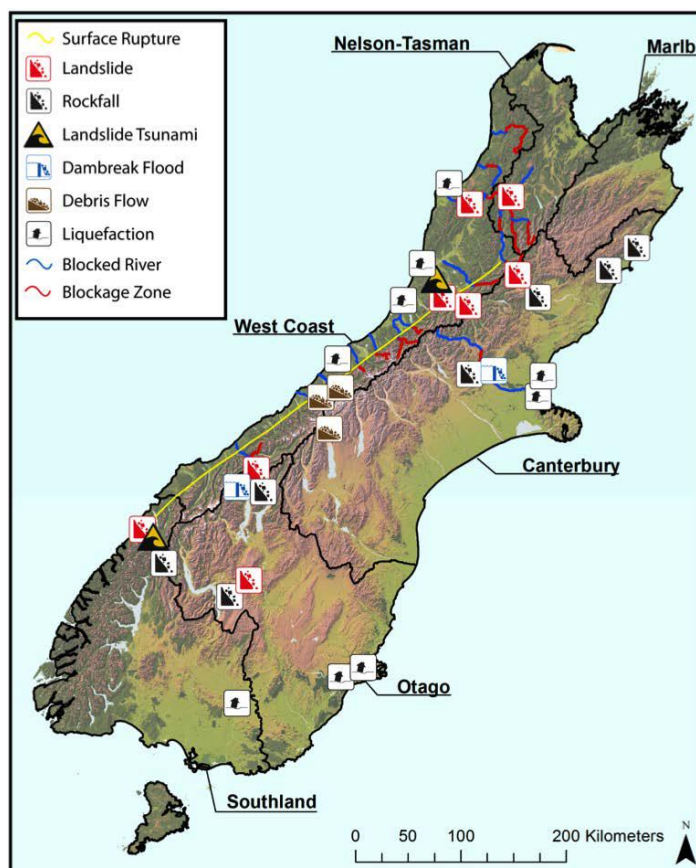 Surface Rupture
Landslide
Rockfall
Landslide Tsunami
Dambreak Flood
Debris Flow
Liquefaction
Blocked River
Blockage Zone
Nelson-Tasman
Marlb
West Coast
Canterbury
Otago
Southland
0 50 100 200 Kilometers
N